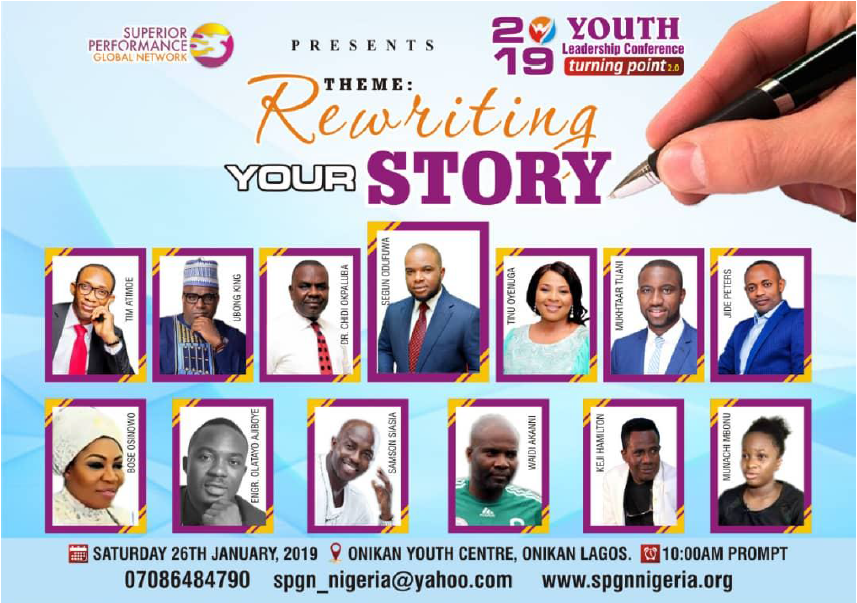 SUPERIOR
PERFORMANCE
GLOBAL NETWORK
PRESENTS
2019 YOUTH
Leadership Conference
turning point 2.0
THEME:
Rewriting
YOUR STORY
TIM ATIMOE
UBONG KING
DR. CHIDI OKPALUBA
SEGUN ODUFUWA
TINU OYENUGA
MUKHTAAR TIJANI
JIDE PETERS
BOSE OSINOWO
ENGR. OLATAYO AJIBOYE
SAMSON SIASIA
WAIDI AKANNI
KEJI HAMILTON
MUNACHI MBONU
SATURDAY 26TH JANUARY, 2019 ONIKAN YOUTH CENTRE, ONIKAN LAGOS. 10:00AM PROMPT
07086484790 spgn_nigeria@yahoo.com www.spgnnigeria.org